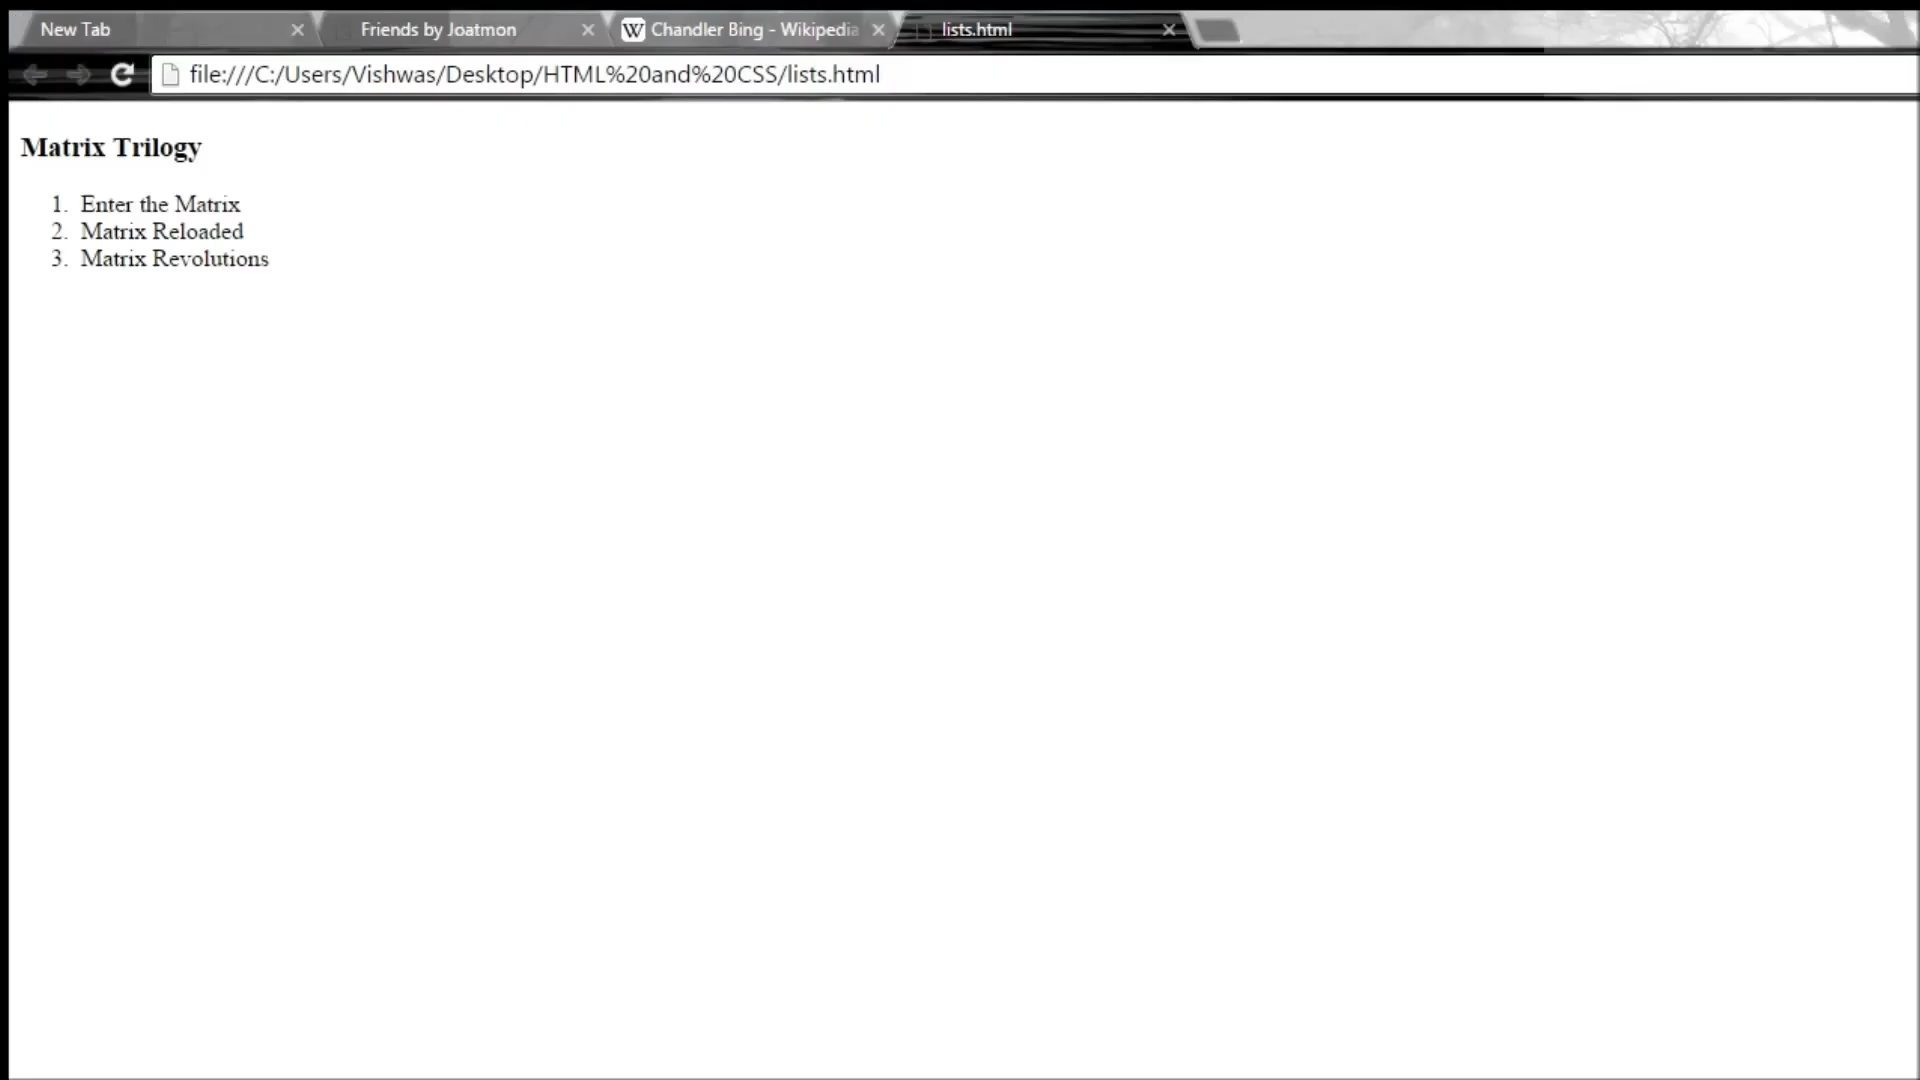 New Tab
Friends by Joatmon
W Chandler Bing - Wikipedia
lists.html
file:///C:/Users/Vishwas/Desktop/HTML%20and%20CSS/lists.html
Matrix Trilogy
1. Enter the Matrix
2. Matrix Reloaded
3. Matrix Revolutions